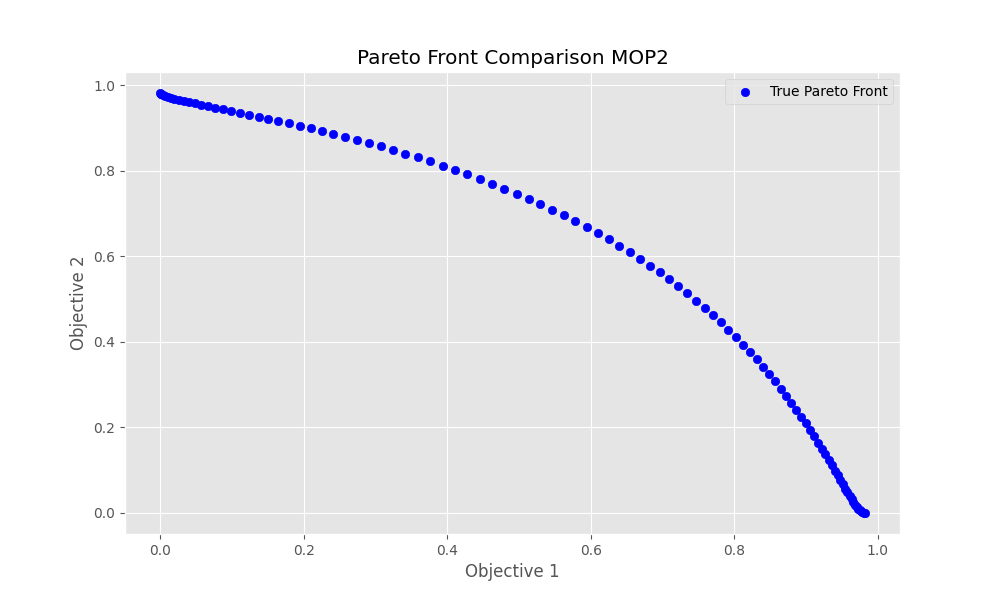 Pareto Front Comparison MOP2
True Pareto Front
1.0
0.8
0.6
0.4
0.2
0.0
Objective 2
0.0 0.2 0.4 0.6 0.8 1.0
Objective 1